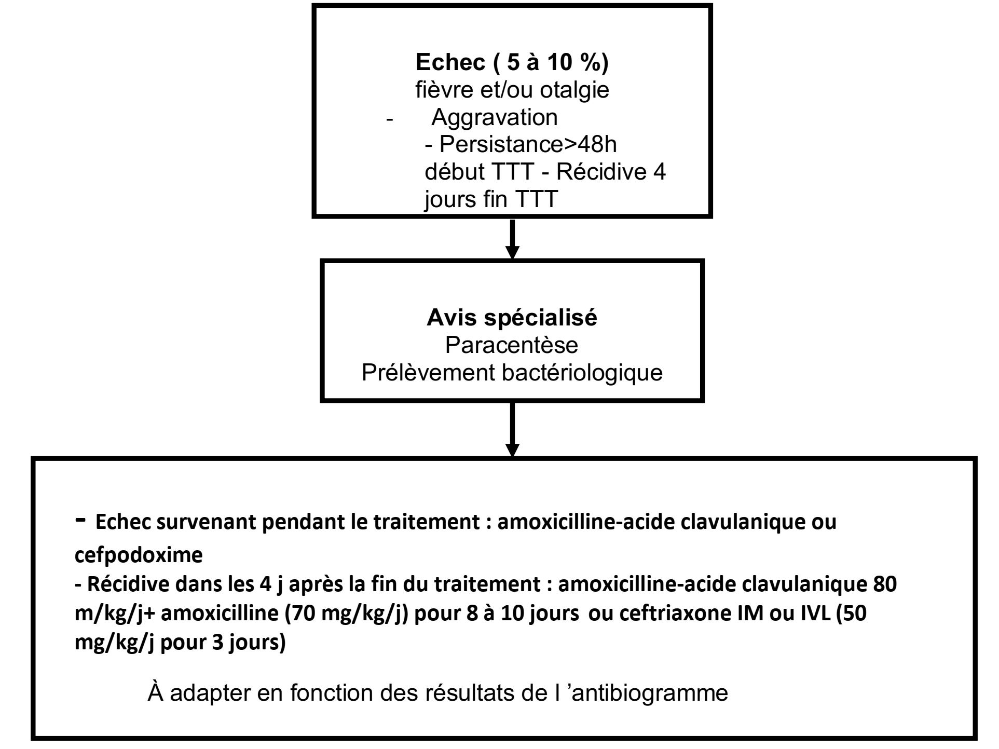 Echec ( 5 à 10 %)
fièvre et/ou otalgie
- Aggravation
- Persistance>48h
début TTT - Récidive 4
jours fin TTT
Avis spécialisé
Paracentèse
Prélèvement bactériologique
- Echec survenant pendant le traitement : amoxicilline-acide clavulanique ou
cefpodoxime
- Récidive dans les 4 j après la fin du traitement : amoxicilline-acide clavulanique 80
m/kg/j+ amoxicilline (70 mg/kg/j) pour 8 à 10 jours ou ceftriaxone IM ou IVL (50
mg/kg/j pour 3 jours)
À adapter en fonction des résultats de l ’antibiogramme